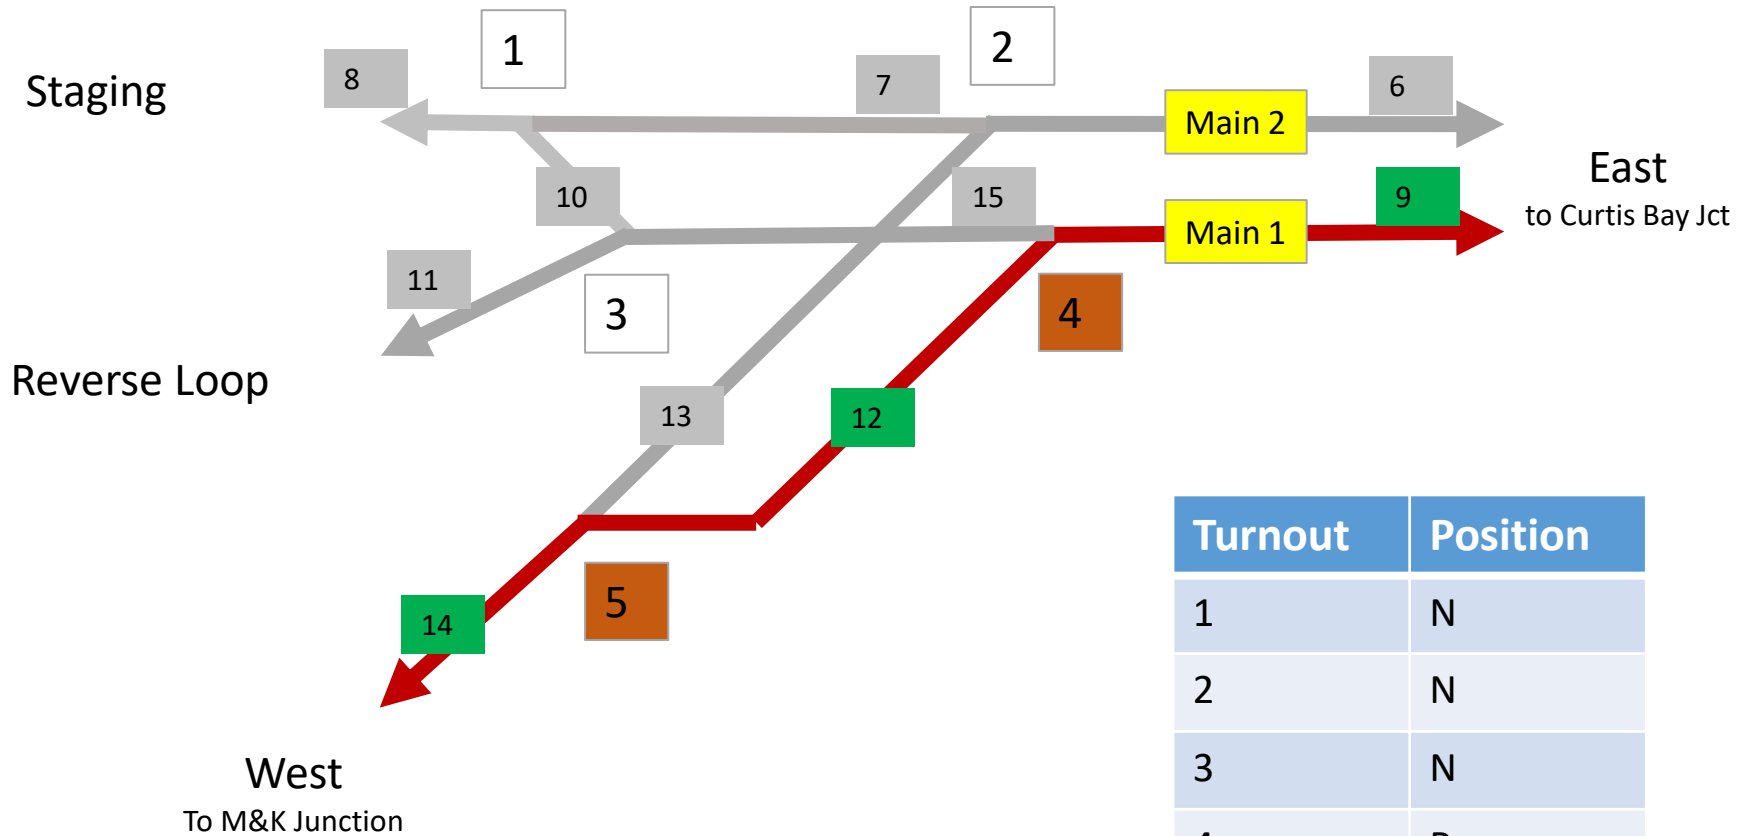 1
2
8
7
6
Staging
Main 2
East
to Curtis Bay Jct
10
15
9
Main 1
11
3
4
Reverse Loop
13
12
5
14
West
To M&K Junction
Turnout Position
1 N
2 N
3 N